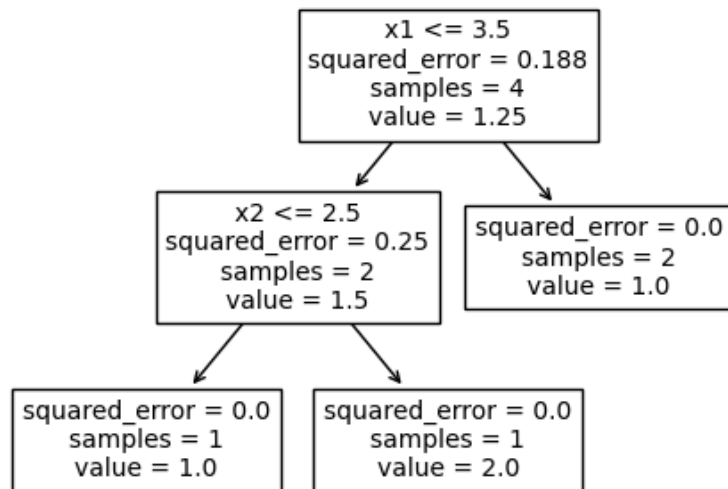 x1 <= 3.5
squared_error = 0.188
samples = 4
value = 1.25
x2 <= 2.5
squared_error = 0.25
samples = 2
value = 1.5
squared_error = 0.0
samples = 2
value = 1.0
squared_error = 0.0
samples = 1
value = 1.0
squared_error = 0.0
samples = 1
value = 2.0